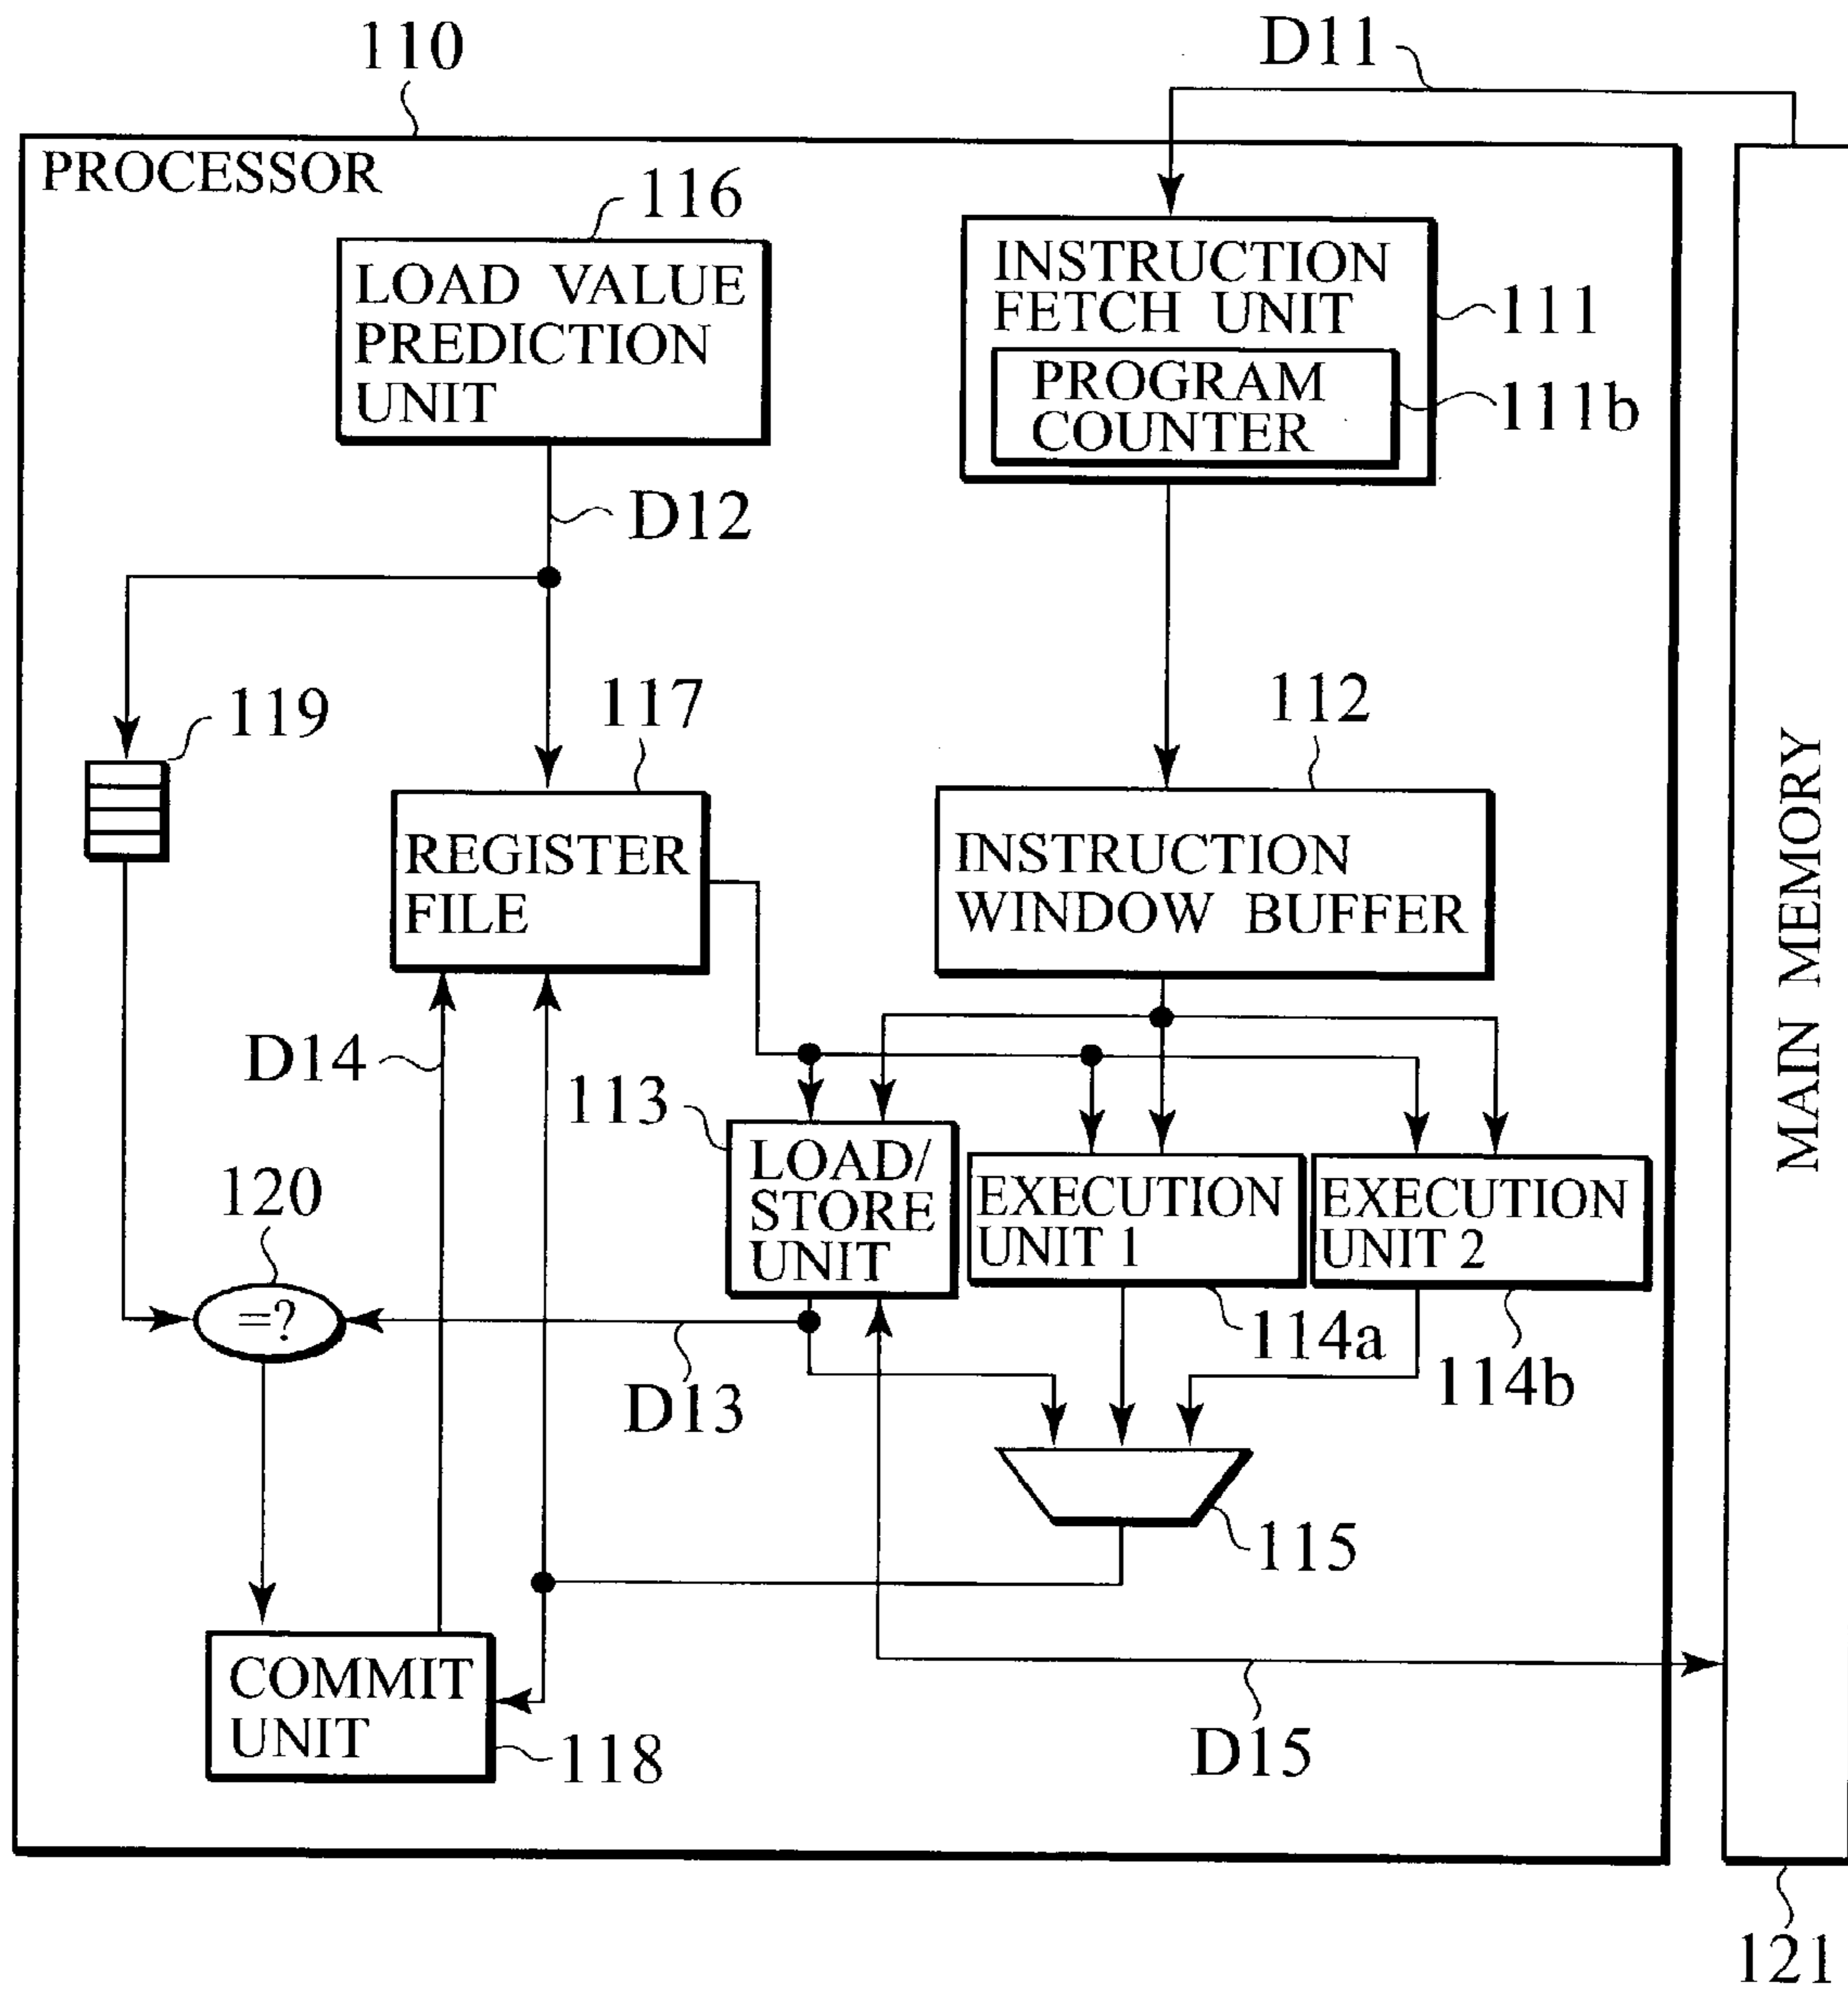 110
D11
PROCESSOR
116
LOAD VALUE
PREDICTION
UNIT
INSTRUCTION
FETCH UNIT
111
PROGRAM
COUNTER
111b
D12
119
117
112
REGISTER
FILE
INSTRUCTION
WINDOW BUFFER
MAIN MEMORY
D14
113
LOAD/
STORE
UNIT
EXECUTION
UNIT 1
EXECUTION
UNIT 2
120
=?
114a
114b
D13
115
COMMIT
UNIT
118
D15
121